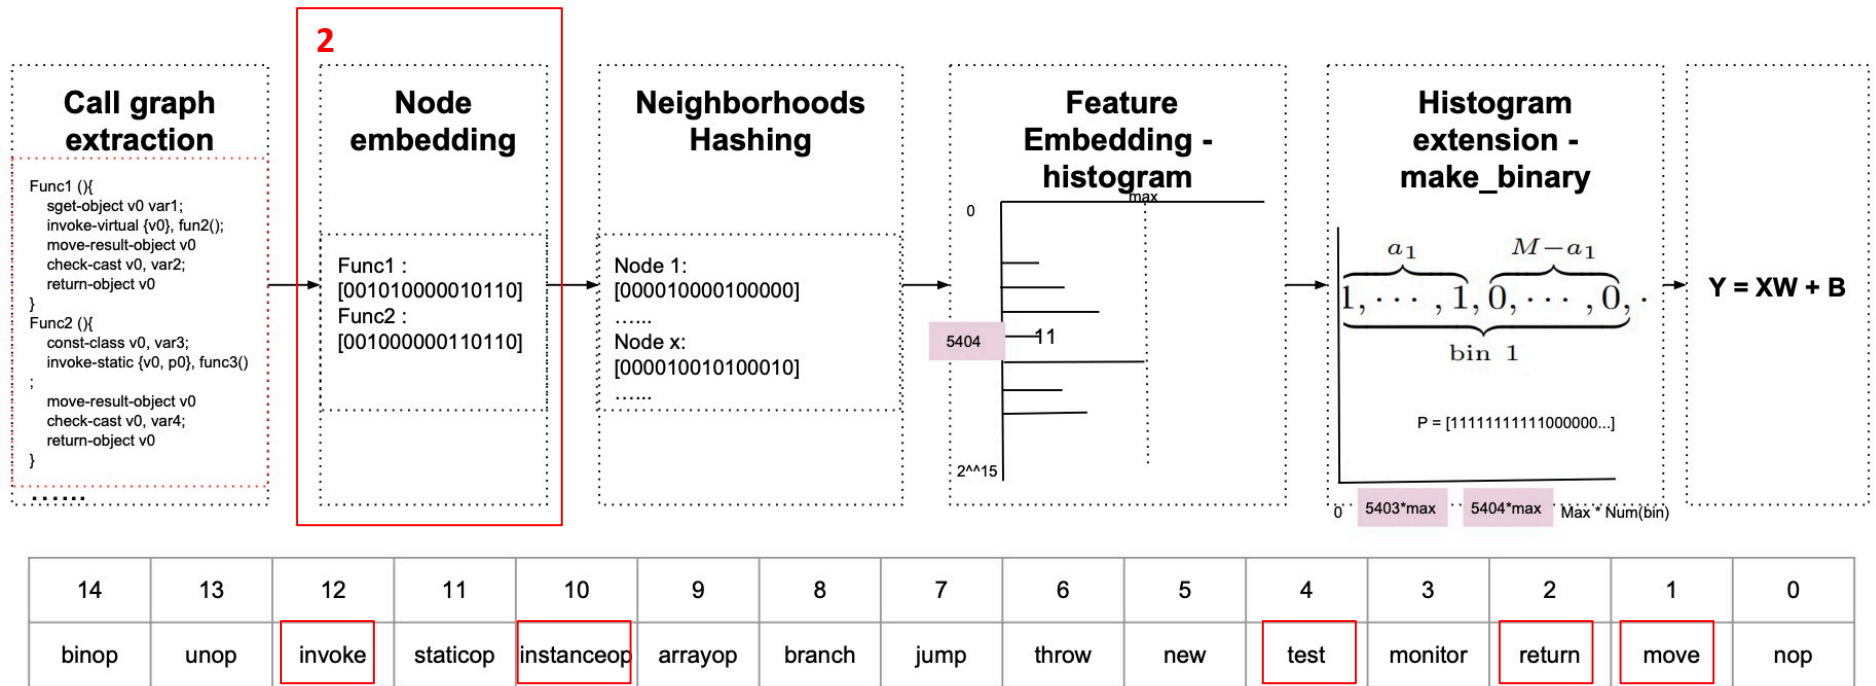 2
Call graph
extraction
Func1 (){
sget-object v0 var1;
invoke-virtual {v0}, fun2();
move-result-object v0
check-cast v0, var2;
return-object v0
}
Func2 (){
const-class v0, var3;
invoke-static {v0, p0}, func3()
;
move-result-object v0
check-cast v0, var4;
return-object v0
}
......
Node
embedding
Func1 :
[001010000010110]
Func2 :
[001000000110110]
Neighborhoods
Hashing
Node 1:
[000010000100000]
......
Node x:
[000010010100010]
......
Feature
Embedding -
histogram
max
0
5404
11
2^^15
Histogram
extension -
make_binary
a₁ M−a₁
1, ··· , 1, 0, ··· , 0, ·
bin 1
P = [11111111111000000...]
0 5403*max 5404*max Max * Num(bin)
Y = XW + B
14 13 12 11 10 9 8 7 6 5 4 3 2 1 0
binop unop invoke staticop instanceop arrayop branch jump throw new test monitor return move nop